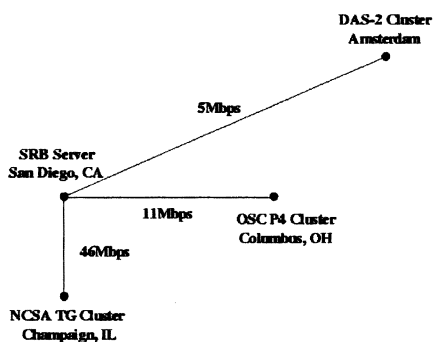 DAS-2 Cluster
Amsterdam
5Mbps
SRB Server
San Diego, CA
11Mbps
OSC P4 Cluster
Columbus, OH
46Mbps
NCSA TG Cluster
Champaign, IL